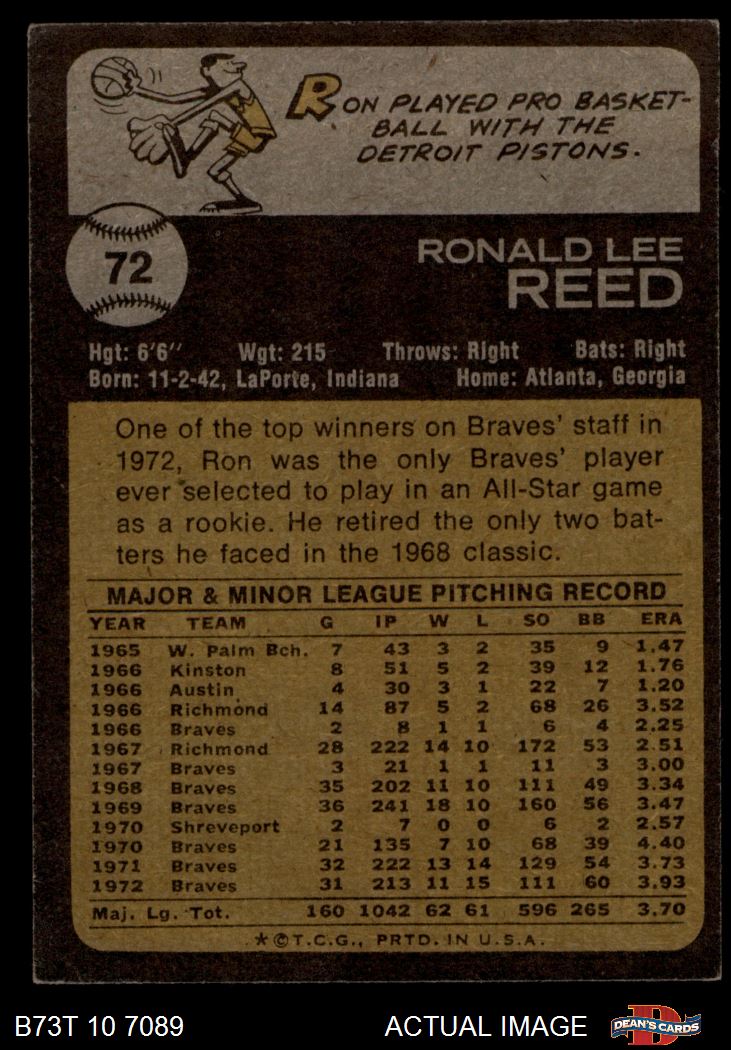 RON PLAYED PRO BASKET-
BALL WITH THE
DETROIT PISTONS.
72
RONALD LEE
REED
Hgt: 6'6" Wgt: 215 Throws: Right Bats: Right
Born: 11-2-42, LaPorte, Indiana Home: Atlanta, Georgia
One of the top winners on Braves' staff in
1972, Ron was the only Braves' player
ever selected to play in an All-Star game
as a rookie. He retired the only two bat-
ters he faced in the 1968 classic.
MAJOR & MINOR LEAGUE PITCHING RECORD
YEAR TEAM G IP W L SO BB ERA
1965 W. Palm Bch. 7 43 3 2 35 9 1.47
1966 Kinston 8 51 5 2 39 12 1.76
1966 Austin 4 30 3 1 22 7 1.20
1966 Richmond 14 87 5 2 68 26 3.52
1966 Braves 2 8 1 1 6 4 2.25
1967 Richmond 28 222 14 10 172 53 2.51
1967 Braves 3 21 1 1 11 3 3.00
1968 Braves 35 202 11 10 111 49 3.34
1969 Braves 36 241 18 10 160 56 3.47
1970 Shreveport 2 7 0 0 6 2 2.57
1970 Braves 21 135 7 10 68 39 4.40
1971 Braves 32 222 13 14 129 54 3.73
1972 Braves 31 213 11 15 111 60 3.93
Maj. Lg. Tot. 160 1042 62 61 596 265 3.70
★©T.C.G., PRTD. IN U.S.A.
B73T 10 7089 ACTUAL IMAGE D DEAN'S CARDS